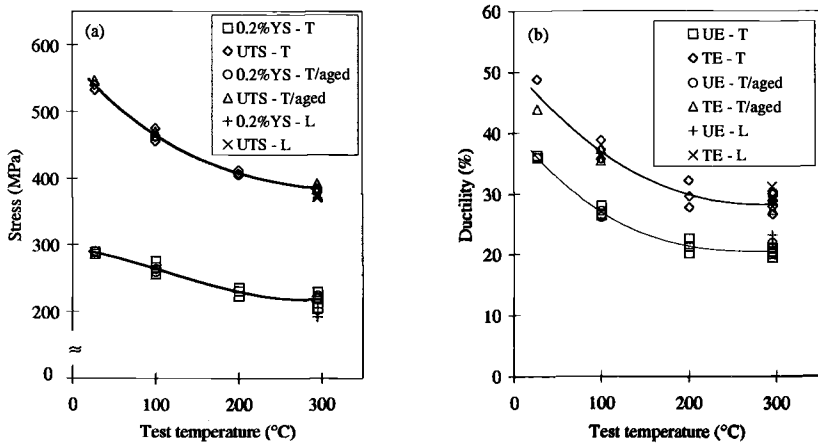 (a)
0.2%YS - T
UTS - T
0.2%YS - T/aged
UTS - T/aged
0.2%YS - L
UTS - L
650
550
400
300
200
≈
0
Stress (MPa)
0
100
200
300
Test temperature (°C)
(b)
UE - T
TE - T
UE - T/aged
TE - T/aged
UE - L
TE - L
60
50
40
30
20
10
0
Ductility (%)
0
100
200
300
Test temperature (°C)